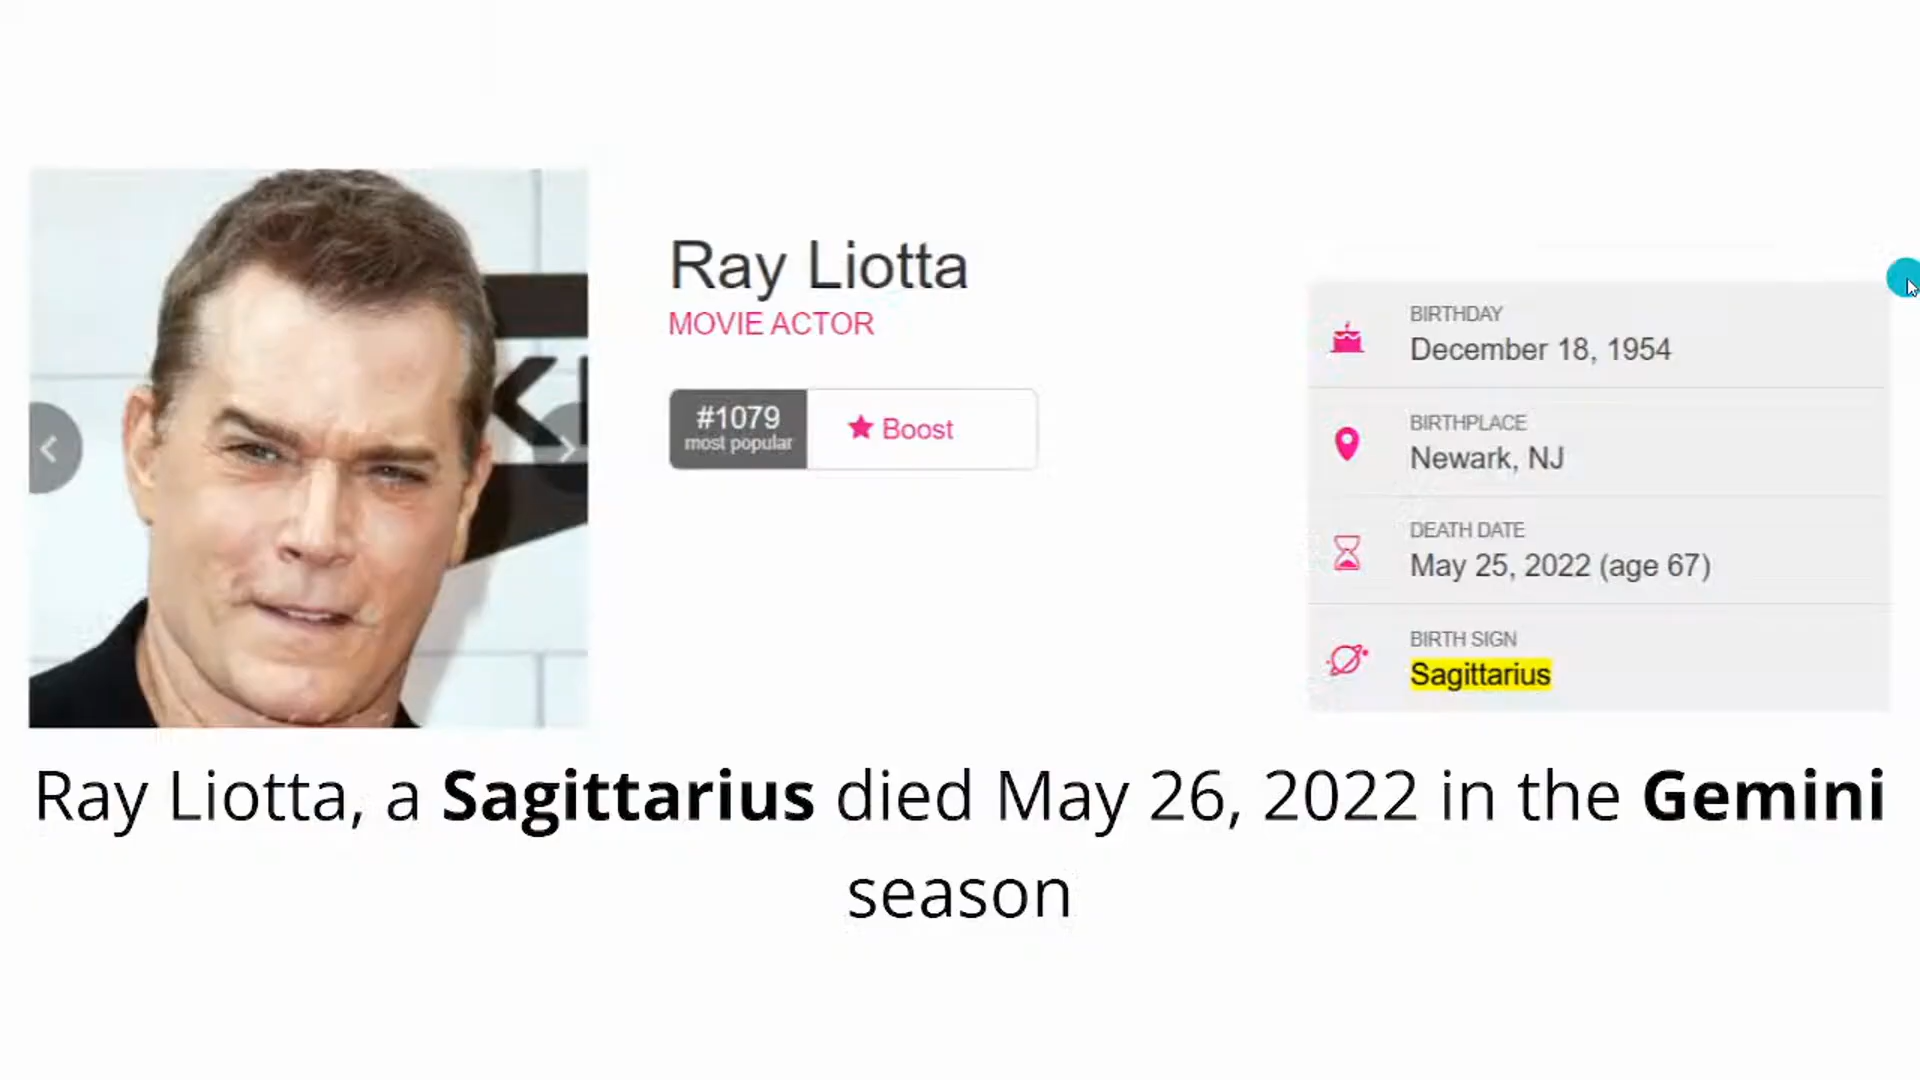 Ray Liotta
MOVIE ACTOR
#1079
most popular
Boost
BIRTHDAY
December 18, 1954
BIRTHPLACE
Newark, NJ
DEATH DATE
May 25, 2022 (age 67)
BIRTH SIGN
Sagittarius
Ray Liotta, a Sagittarius died May 26, 2022 in the Gemini
season